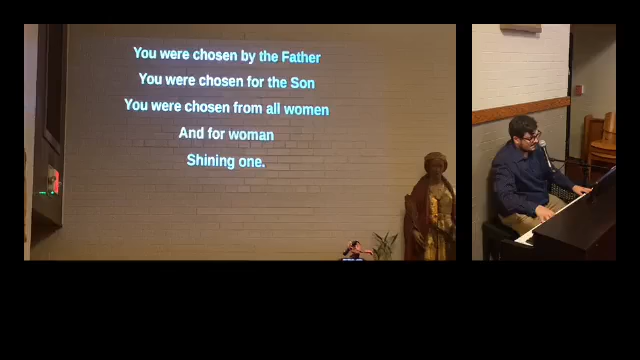 You were chosen by the Father
You were chosen for the Son
You were chosen from all women
And for woman
Shining one.